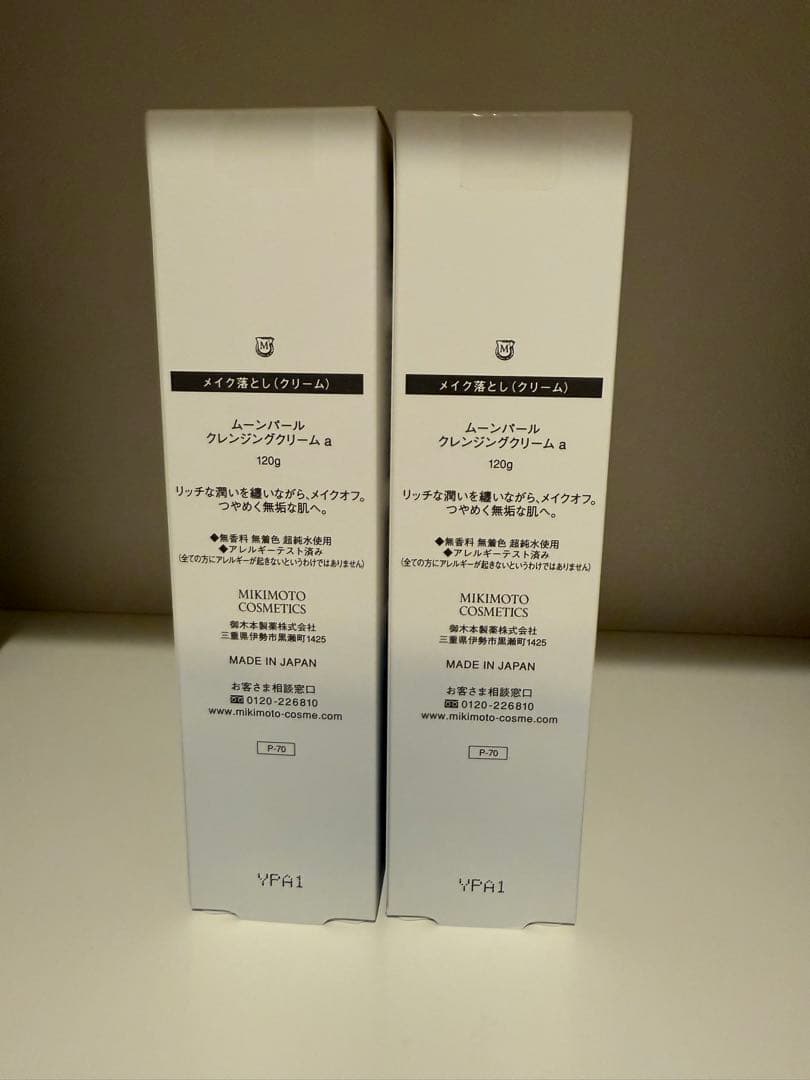 M
メイク落とし(クリーム)
ムーンパール
クレンジングクリーム a
120g
リッチな潤いを纏いながら、メイクオフ。
つやめく無垢な肌へ。
◆無香料 無着色 超純水使用
◆アレルギーテスト済み
(全ての方にアレルギーが起きないというわけではありません)
MIKIMOTO
COSMETICS
御木本製薬株式会社
三重県伊勢市黒瀬町1425
MADE IN JAPAN
お客さま相談窓口
0120-226810
www.mikimoto-cosme.com
P-70
YPA1
M
メイク落とし(クリーム)
ムーンパール
クレンジングクリーム a
120g
リッチな潤いを纏いながら、メイクオフ。
つやめく無垢な肌へ。
◆無香料 無着色 超純水使用
◆アレルギーテスト済み
(全ての方にアレルギーが起きないというわけではありません)
MIKIMOTO
COSMETICS
御木本製薬株式会社
三重県伊勢市黒瀬町1425
MADE IN JAPAN
お客さま相談窓口
0120-226810
www.mikimoto-cosme.com
P-70
YPA1